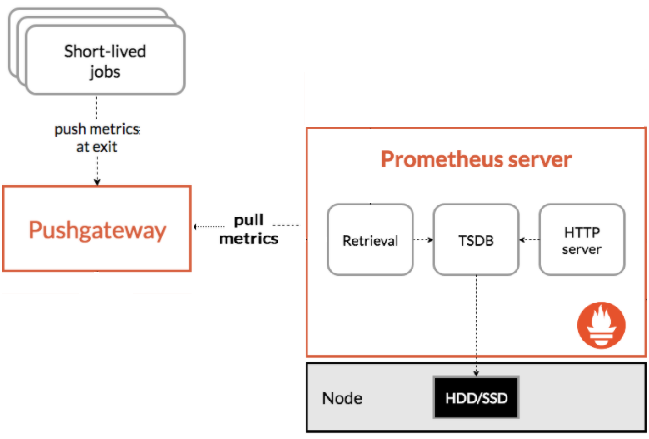 Short-lived
jobs
push metrics
at exit
Pushgateway
pull
metrics
Prometheus server
Retrieval
TSDB
HTTP
server
Node
HDD/SSD